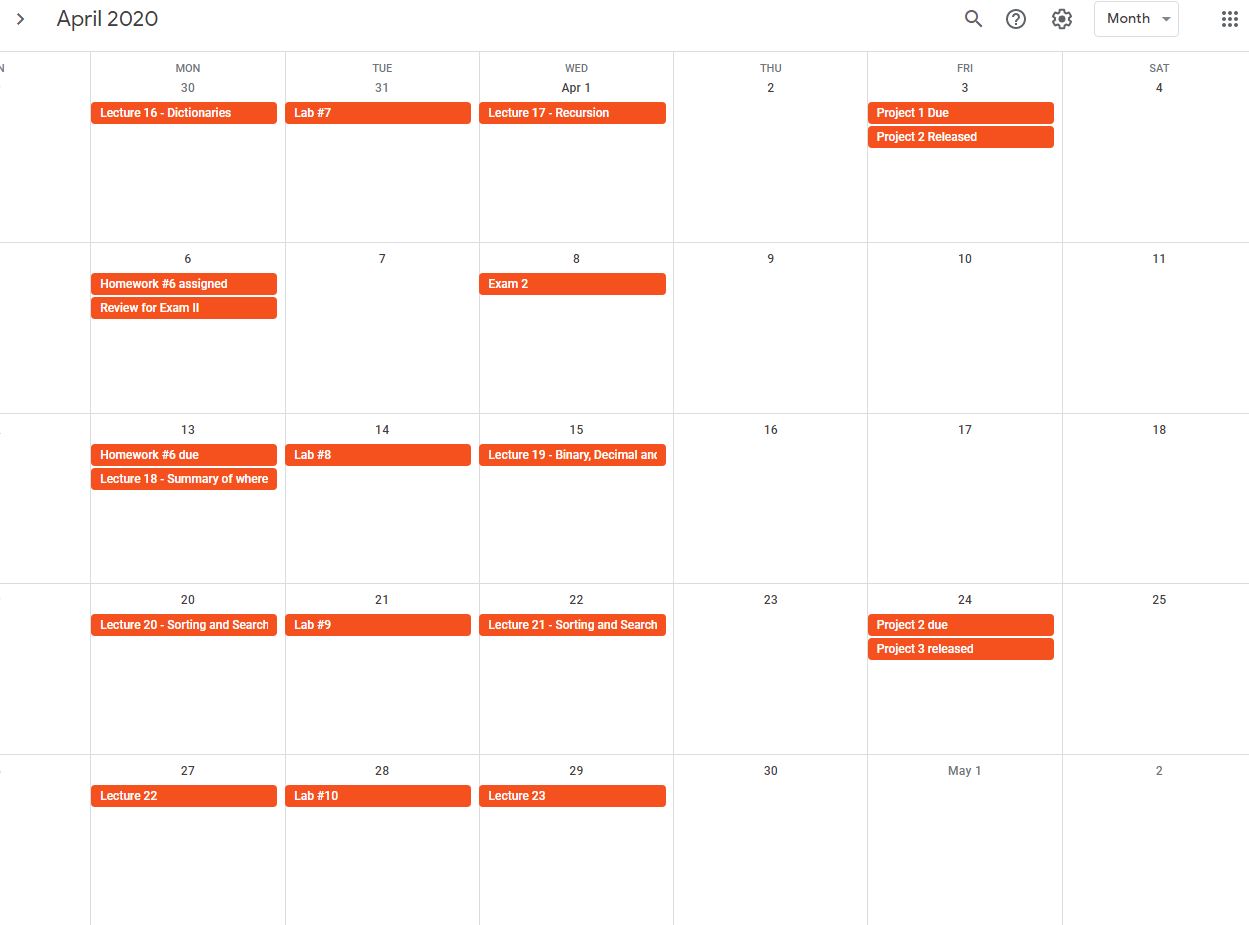 April 2020
Month
MON TUE WED THU FRI SAT
30 31 Apr 1 2 3 4
Lecture 16 - Dictionaries
Lab #7
Lecture 17 - Recursion
Project 1 Due
Project 2 Released
6 7 8 9 10 11
Homework #6 assigned
Review for Exam II
Exam 2
13 14 15 16 17 18
Homework #6 due
Lecture 18 - Summary of where
Lab #8
Lecture 19 - Binary, Decimal and
20 21 22 23 24 25
Lecture 20 - Sorting and Search
Lab #9
Lecture 21 - Sorting and Search
Project 2 due
Project 3 released
27 28 29 30 May 1 2
Lecture 22
Lab #10
Lecture 23